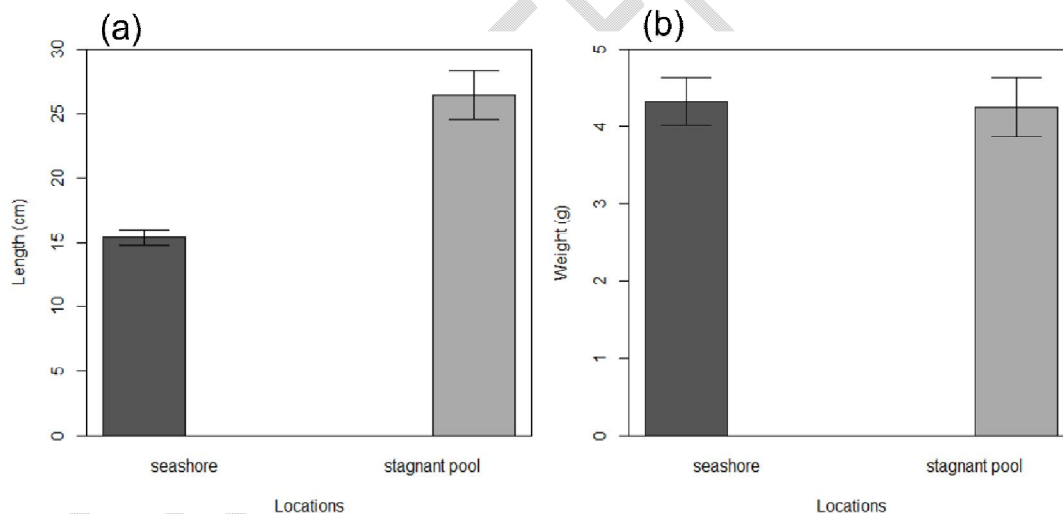 (a)
30
25
20
15
10
5
0
Length (cm)
seashore
stagnant pool
Locations
(b)
5
4
3
2
1
0
Weight (g)
seashore
stagnant pool
Locations